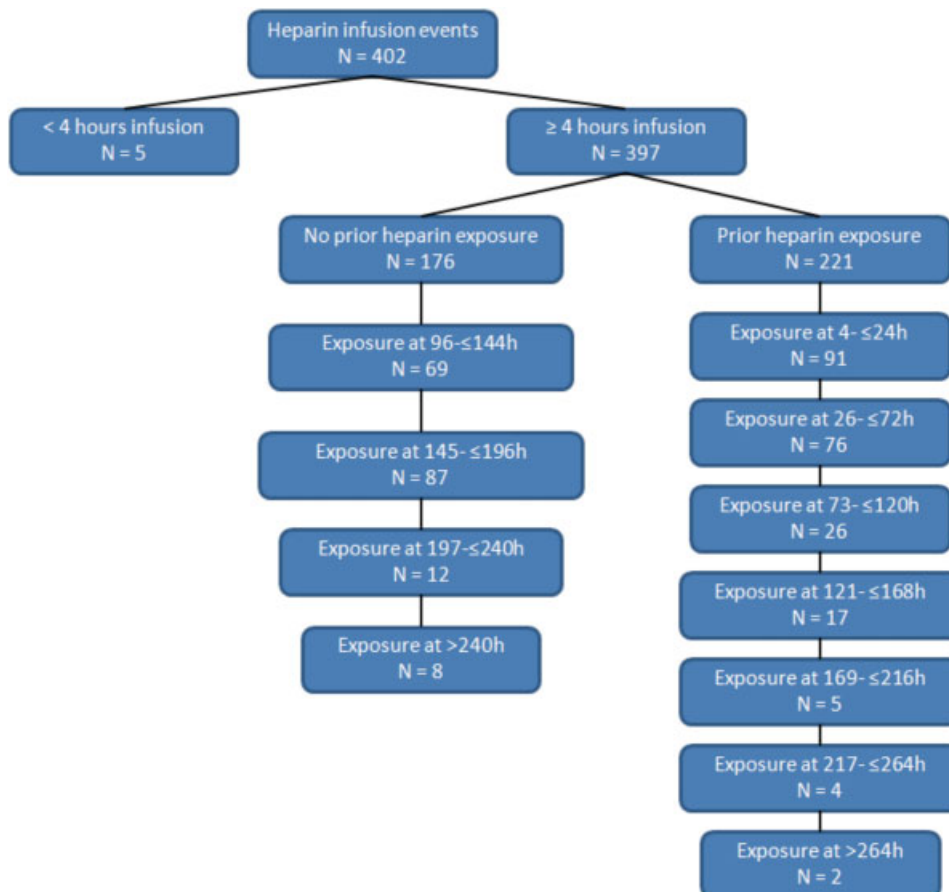 Heparin infusion events
N = 402
< 4 hours infusion
N = 5
≥ 4 hours infusion
N = 397
No prior heparin exposure
N = 176
Prior heparin exposure
N = 221
Exposure at 96-≤144h
N = 69
Exposure at 145- ≤196h
N = 87
Exposure at 197-≤240h
N = 12
Exposure at >240h
N = 8
Exposure at 4- ≤24h
N = 91
Exposure at 26- ≤72h
N = 76
Exposure at 73- ≤120h
N = 26
Exposure at 121- ≤168h
N = 17
Exposure at 169- ≤216h
N = 5
Exposure at 217- ≤264h
N = 4
Exposure at >264h
N = 2